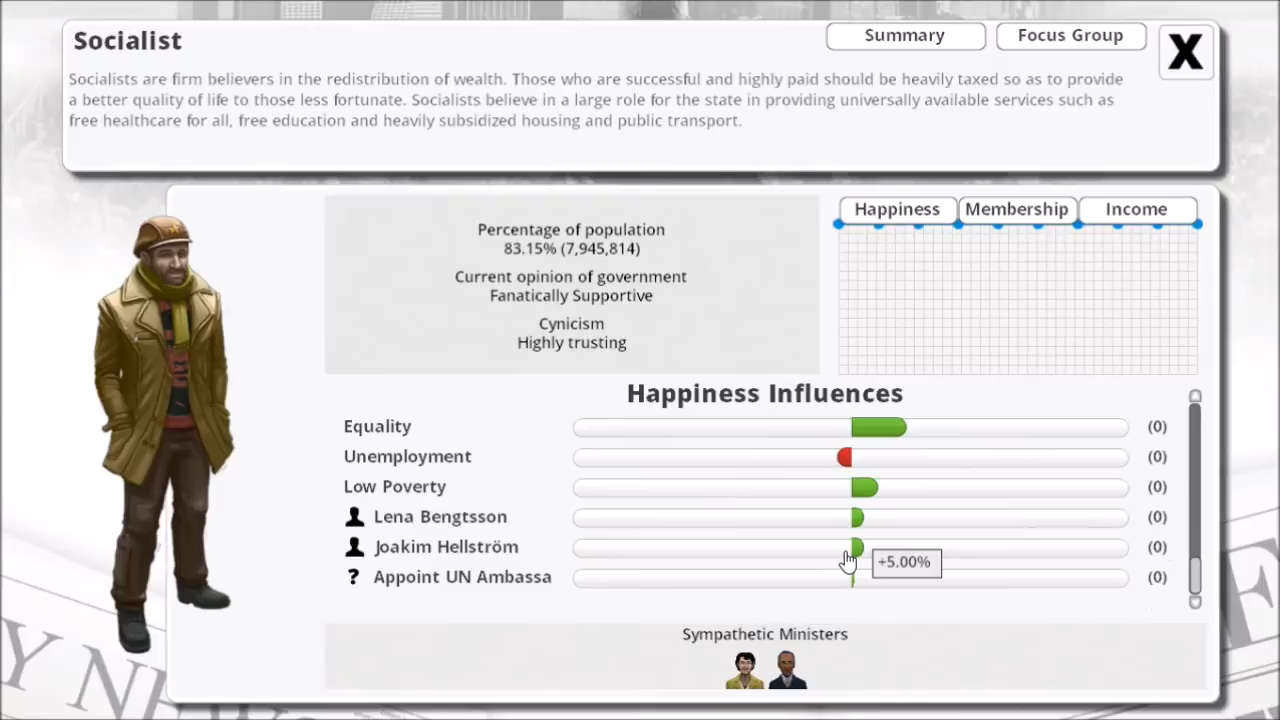 Socialist
Summary
Focus Group
X
Socialists are firm believers in the redistribution of wealth. Those who are successful and highly paid should be heavily taxed so as to provide
a better quality of life to those less fortunate. Socialists believe in a large role for the state in providing universally available services such as
free healthcare for all, free education and heavily subsidized housing and public transport.
Percentage of population
83.15% (7,945,814)
Current opinion of government
Fanatically Supportive
Cynicism
Highly trusting
Happiness
Membership
Income
Happiness Influences
Equality (0)
Unemployment (0)
Low Poverty (0)
Lena Bengtsson (0)
Joakim Hellström (0)
+5.00%
? Appoint UN Ambassa (0)
Sympathetic Ministers